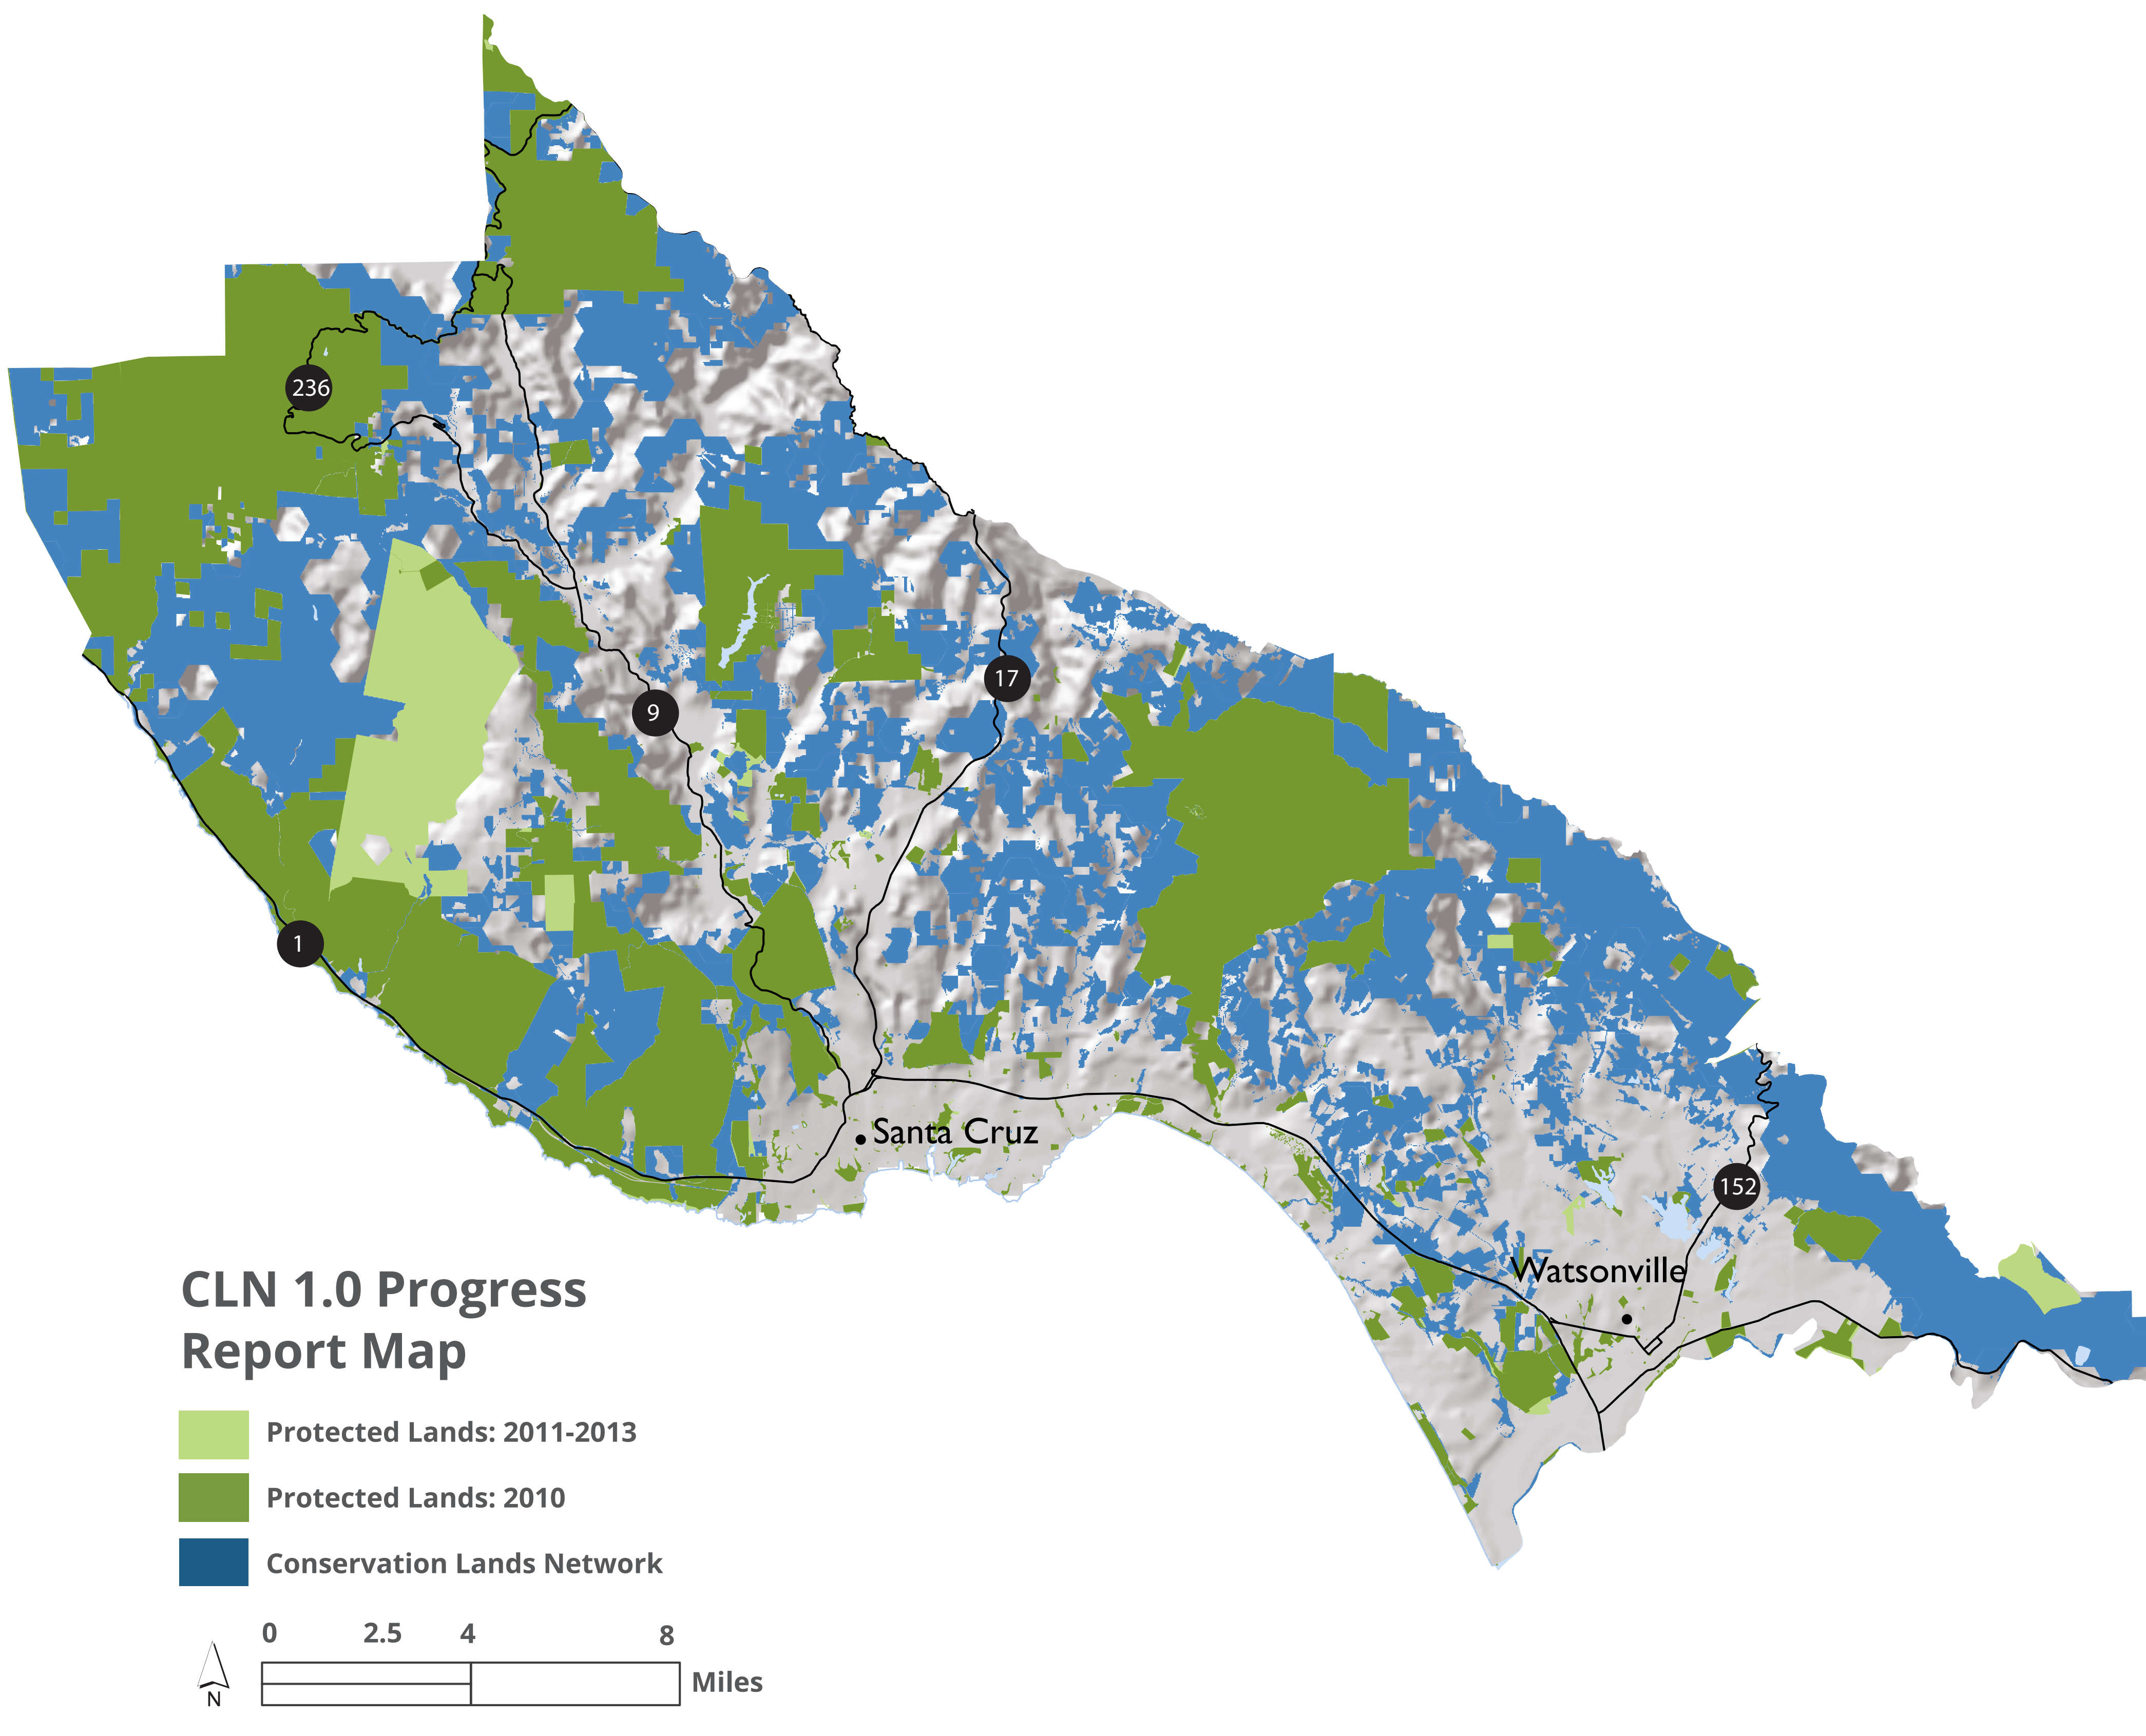 236
17
9
1
Santa Cruz
152
Watsonville
CLN 1.0 Progress
Report Map
Protected Lands: 2011-2013
Protected Lands: 2010
Conservation Lands Network
0 2.5 4 8
Miles
N